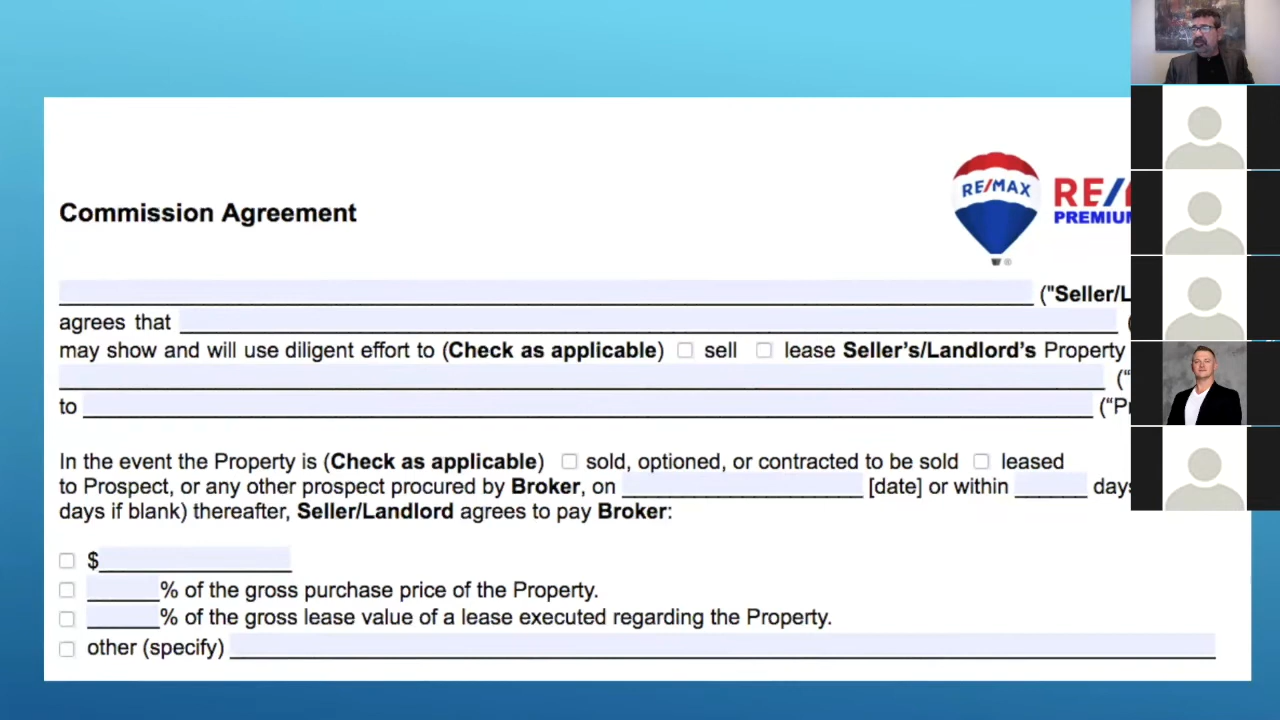 RE/MAX
RE/
PREMIUM
Commission Agreement
("Seller/L
agrees that (
may show and will use diligent effort to (Check as applicable) sell lease Seller's/Landlord's Property
(“
to (“Pr
In the event the Property is (Check as applicable) sold, optioned, or contracted to be sold leased
to Prospect, or any other prospect procured by Broker, on [date] or within days
days if blank) thereafter, Seller/Landlord agrees to pay Broker:
$
% of the gross purchase price of the Property.
% of the gross lease value of a lease executed regarding the Property.
other (specify)